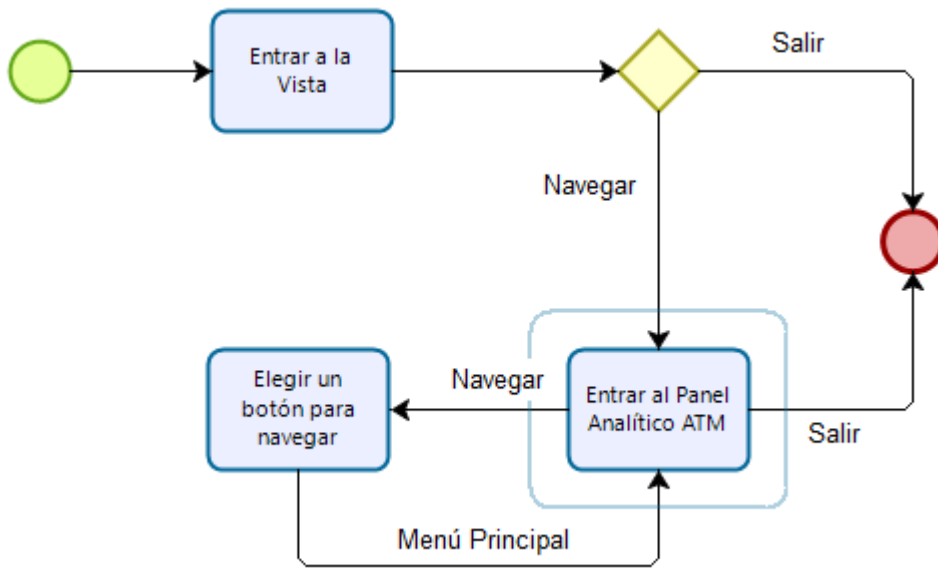 Entrar a la
Vista
Salir
Navegar
Elegir un
botón para
navegar
Navegar
Entrar al Panel
Analítico ATM
Salir
Menú Principal